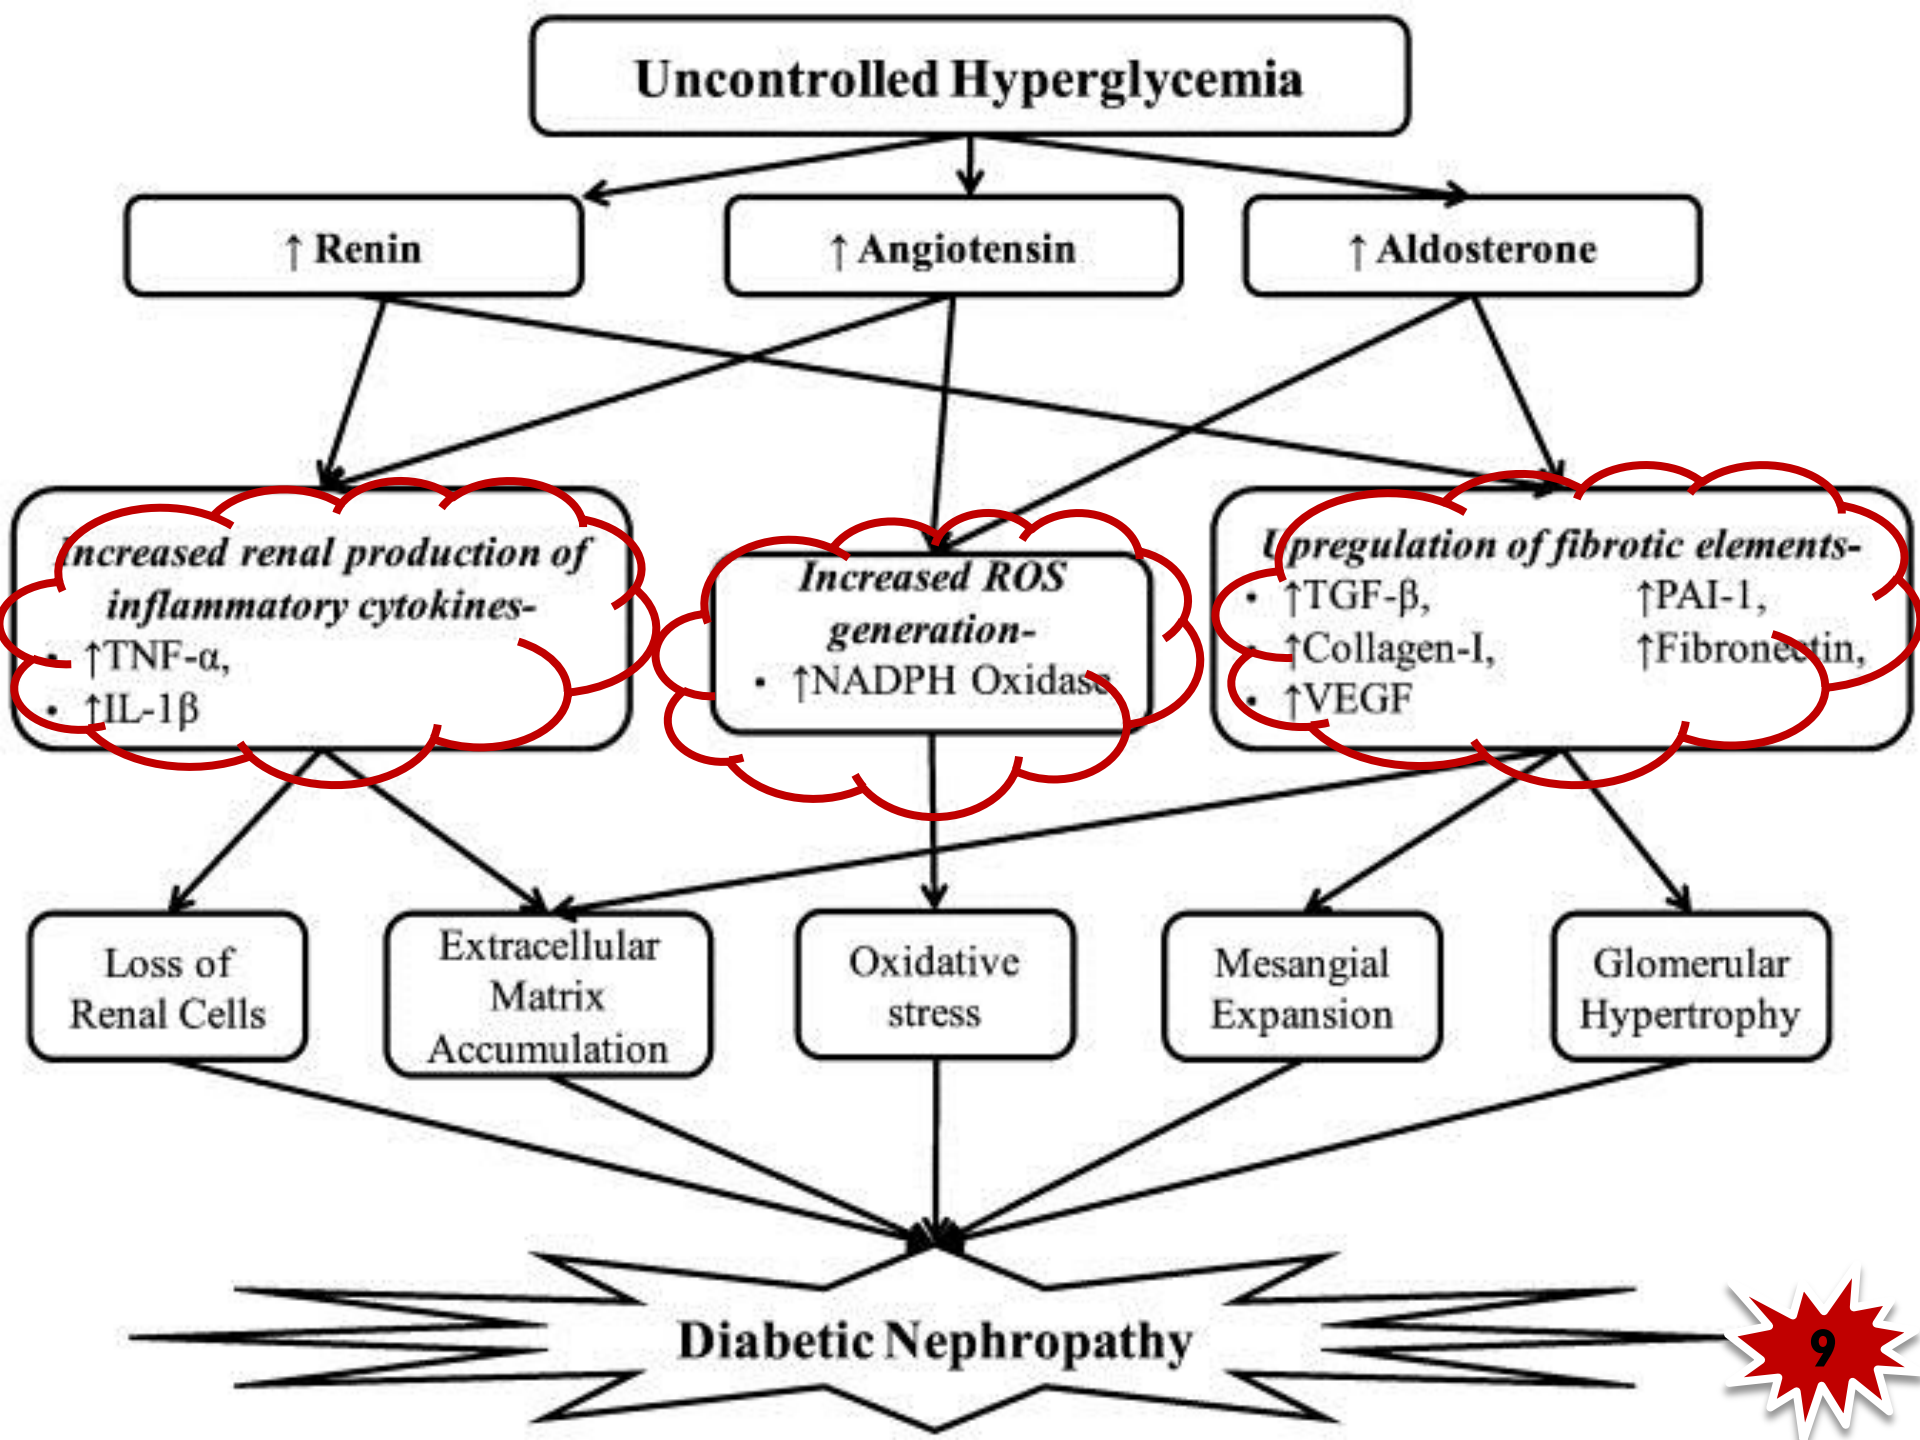 Uncontrolled Hyperglycemia
↑ Renin
↑ Angiotensin
↑ Aldosterone
Increased renal production of
inflammatory cytokines-
• ↑TNF-α,
• ↑IL-1β
Increased ROS
generation-
• ↑NADPH Oxidase
Upregulation of fibrotic elements-
• ↑TGF-β, ↑PAI-1,
• ↑Collagen-I, ↑Fibronectin,
• ↑VEGF
Loss of
Renal Cells
Extracellular
Matrix
Accumulation
Oxidative
stress
Mesangial
Expansion
Glomerular
Hypertrophy
Diabetic Nephropathy
9